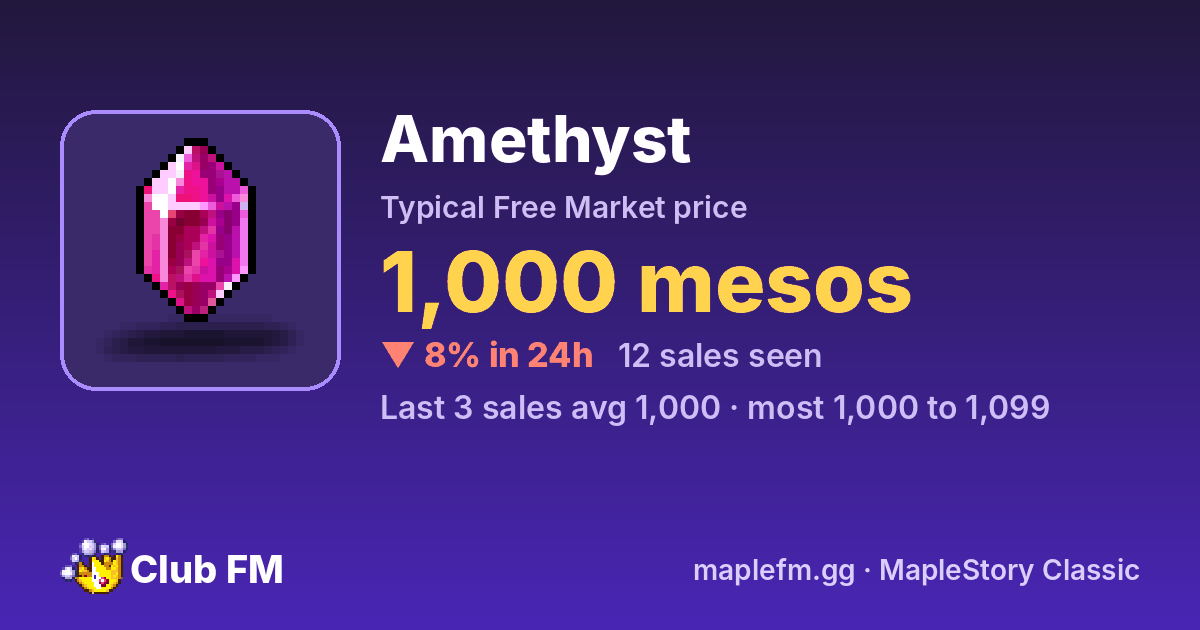 Amethyst
Typical Free Market price
1,000 mesos
▼ 8% in 24h 12 sales seen
Last 3 sales avg 1,000 · most 1,000 to 1,099
Club FM
maplefm.gg · MapleStory Classic